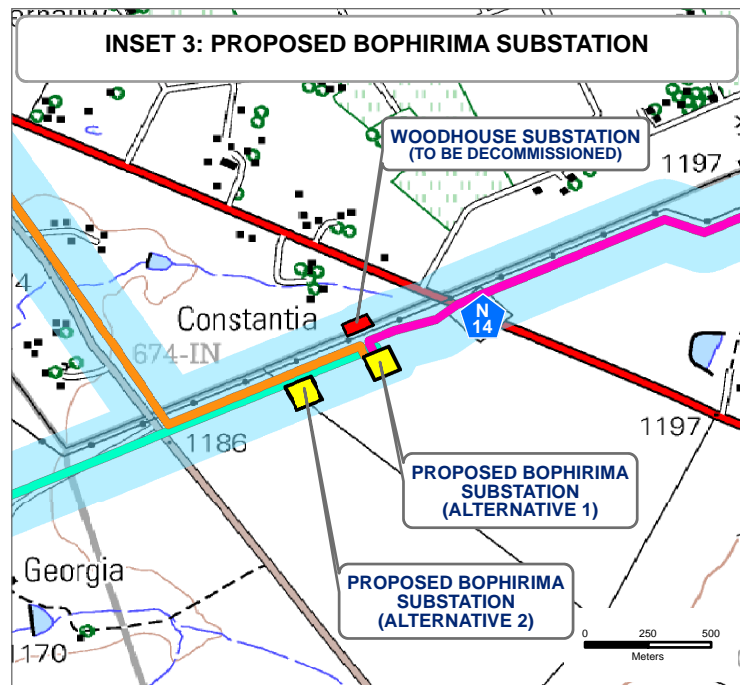 INSET 3: PROPOSED BOPHIRIMA SUBSTATION
WOODHOUSE SUBSTATION
(TO BE DECOMMISSIONED)
1197
N
14
Constantia
674-IN
1197
1186
PROPOSED BOPHIRIMA
SUBSTATION
(ALTERNATIVE 1)
Georgia
PROPOSED BOPHIRIMA
SUBSTATION
(ALTERNATIVE 2)
1170
0 250 500
Meters